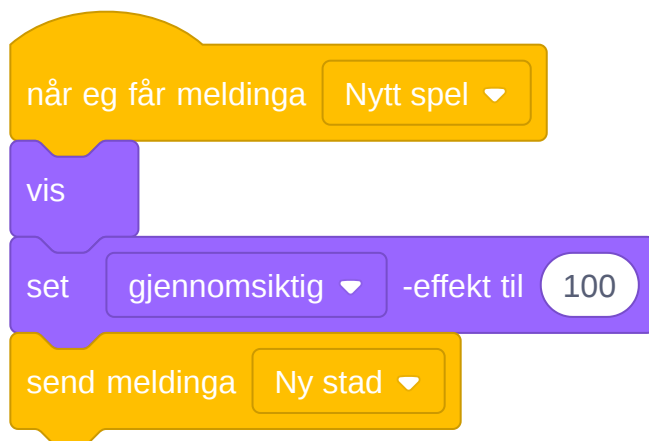 når eg får meldinga Nytt spel
vis
set gjennomsiktig -effekt til 100
send meldinga Ny stad